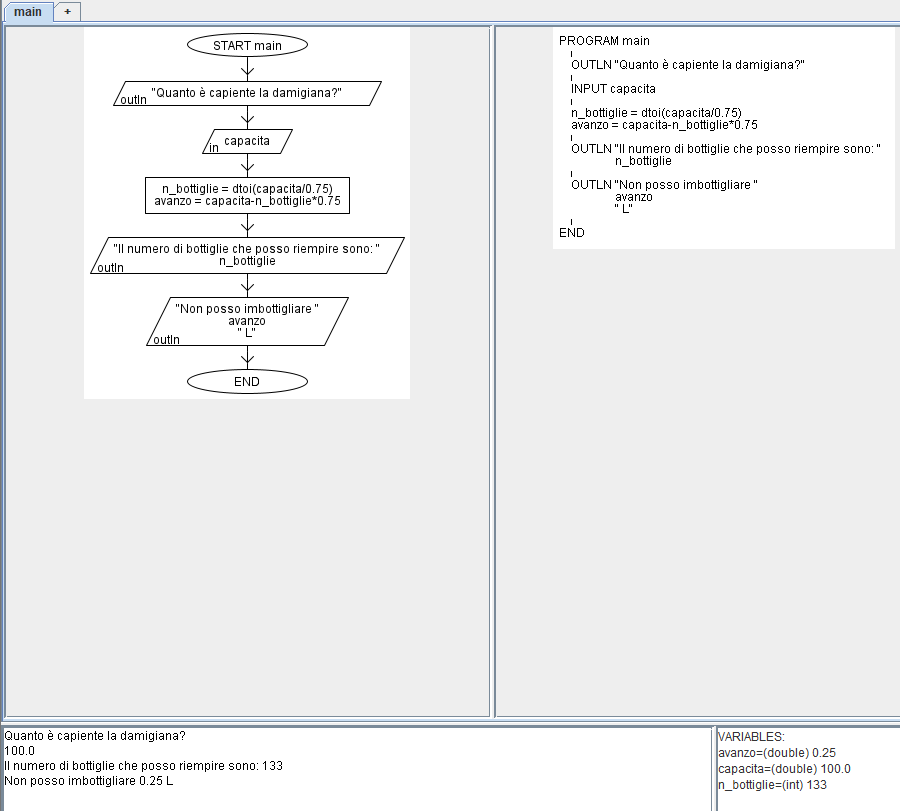 main
+
START main
"Quanto è capiente la damigiana?"
outln
capacita
in
n_bottiglie = dtoi(capacita/0.75)
avanzo = capacita-n_bottiglie*0.75
"Il numero di bottiglie che posso riempire sono: "
n_bottiglie
outln
"Non posso imbottigliare "
avanzo
" L"
outln
END
PROGRAM main
OUTLN "Quanto è capiente la damigiana?"
INPUT capacita
n_bottiglie = dtoi(capacita/0.75)
avanzo = capacita-n_bottiglie*0.75
OUTLN "Il numero di bottiglie che posso riempire sono: "
n_bottiglie
OUTLN "Non posso imbottigliare "
avanzo
" L"
END
Quanto è capiente la damigiana?
100.0
Il numero di bottiglie che posso riempire sono: 133
Non posso imbottigliare 0.25 L
VARIABLES:
avanzo=(double) 0.25
capacita=(double) 100.0
n_bottiglie=(int) 133